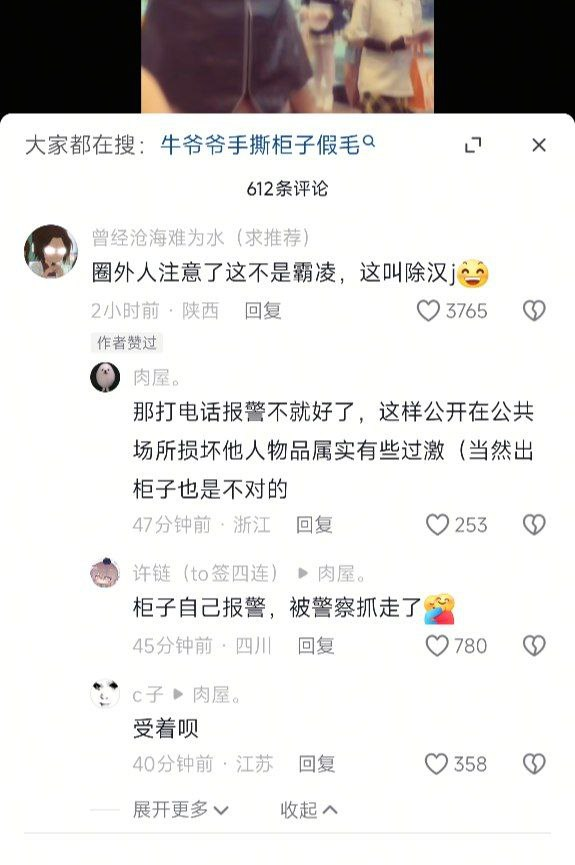 大家都在搜：牛爷爷手撕柜子假毛
612条评论
曾经沧海难为水（求推荐）
圈外人注意了这不是霸凌，这叫除汉j
2小时前 · 陕西 回复 3765
作者赞过
肉屋。
那打电话报警不就好了，这样公开在公共
场所损坏他人物品属实有些过激（当然出
柜子也是不对的
47分钟前 · 浙江 回复 253
许链（to签四连） 肉屋。
柜子自己报警，被警察抓走了
45分钟前 · 四川 回复 780
c子 肉屋。
受着呗
40分钟前 · 江苏 回复 358
展开更多 收起